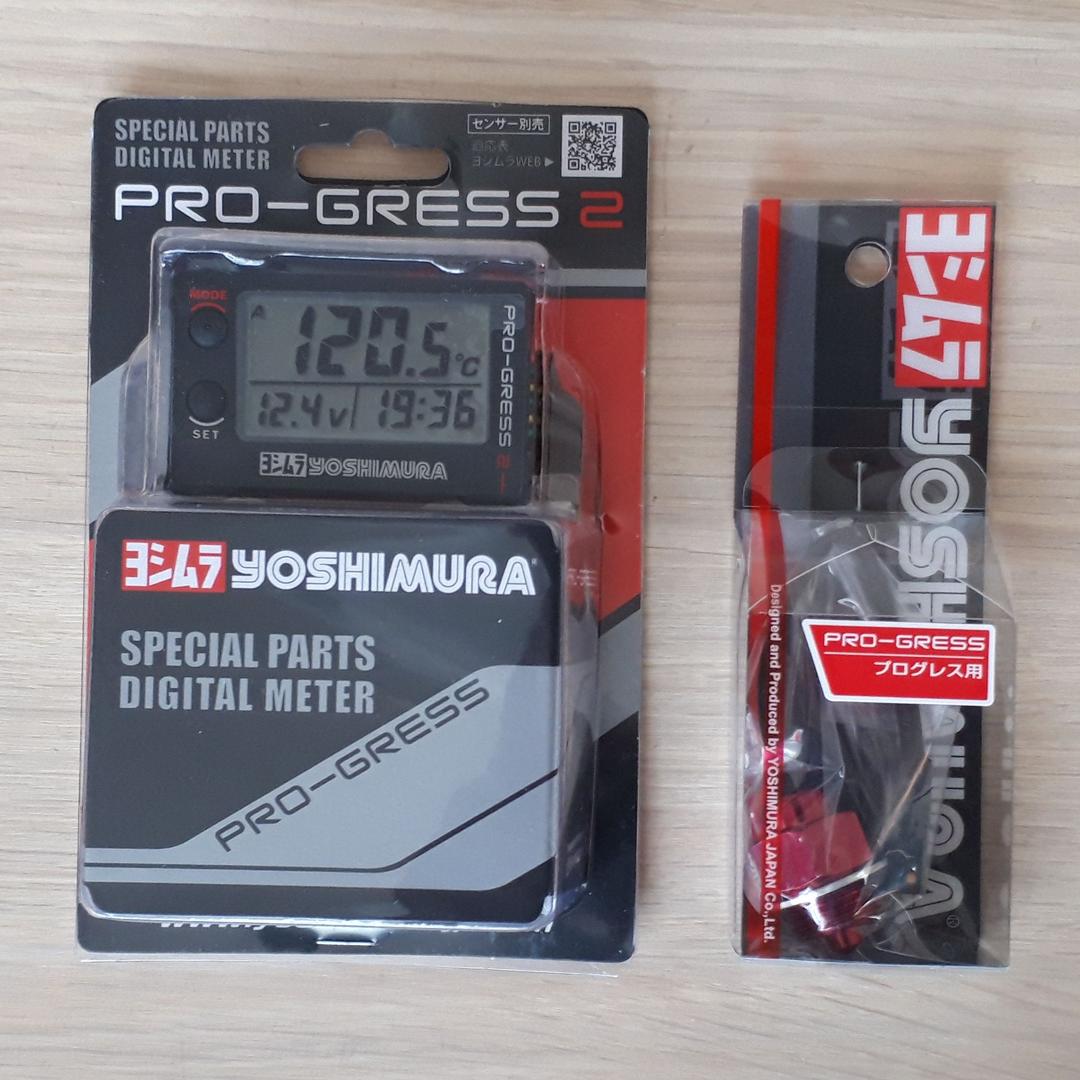 SPECIAL PARTS
DIGITAL METER
センサー別売
適応表
ヨシムラWEB ▶
PRO-GRESS 2
MODE
A
120.5℃
12.4v
19:36
SET
PRO-GRESS 2
ヨシムラ YOSHIMURA
ヨシムラ YOSHIMURA
SPECIAL PARTS
DIGITAL METER
PRO-GRESS
ヨシムラ
YOSHIMURA
PRO-GRESS
プログレス用
Designed and Produced by YOSHIMURA JAPAN Co.,Ltd.